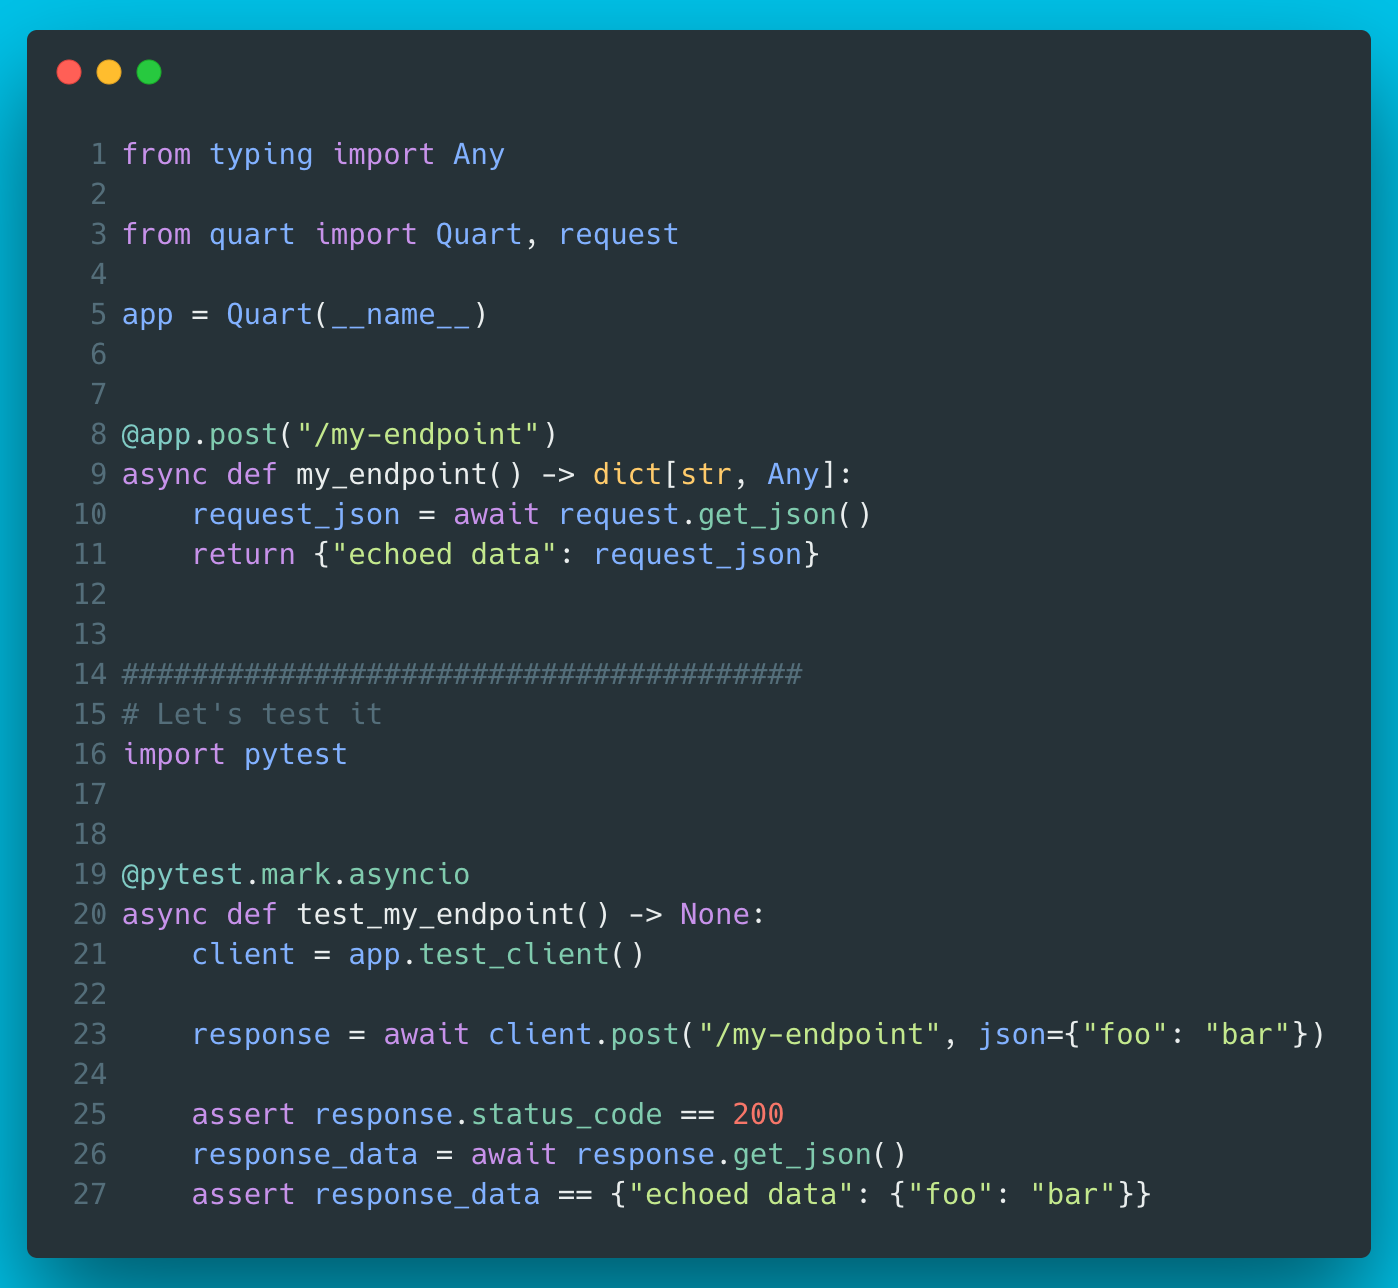 1 from typing import Any
2
3 from quart import Quart, request
4
5 app = Quart(__name__)
6
7
8 @app.post("/my-endpoint")
9 async def my_endpoint() -> dict[str, Any]:
10     request_json = await request.get_json()
11     return {"echoed data": request_json}
12
13
14 #######################################
15 # Let's test it
16 import pytest
17
18
19 @pytest.mark.asyncio
20 async def test_my_endpoint() -> None:
21     client = app.test_client()
22
23     response = await client.post("/my-endpoint", json={"foo": "bar"})
24
25     assert response.status_code == 200
26     response_data = await response.get_json()
27     assert response_data == {"echoed data": {"foo": "bar"}}